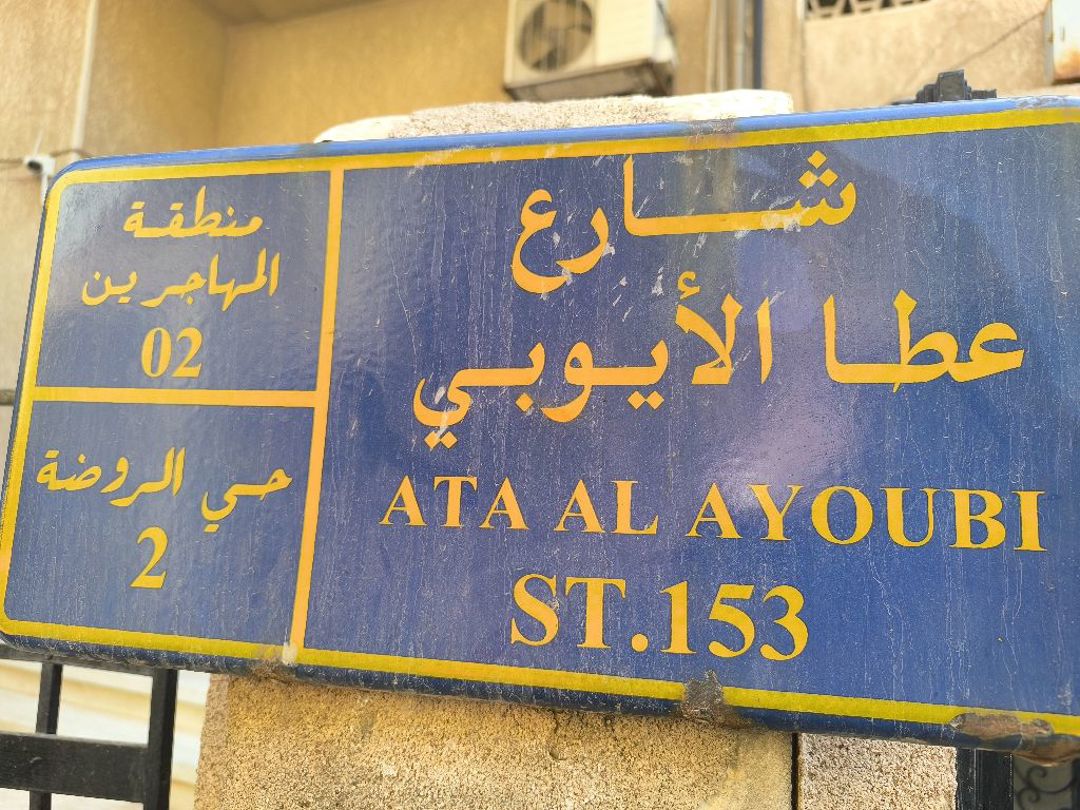 شارع
عطا الأيوبي
ATA AL AYOUBI
ST.153
منطقة
المهاجرين
02
حي الروضة
2